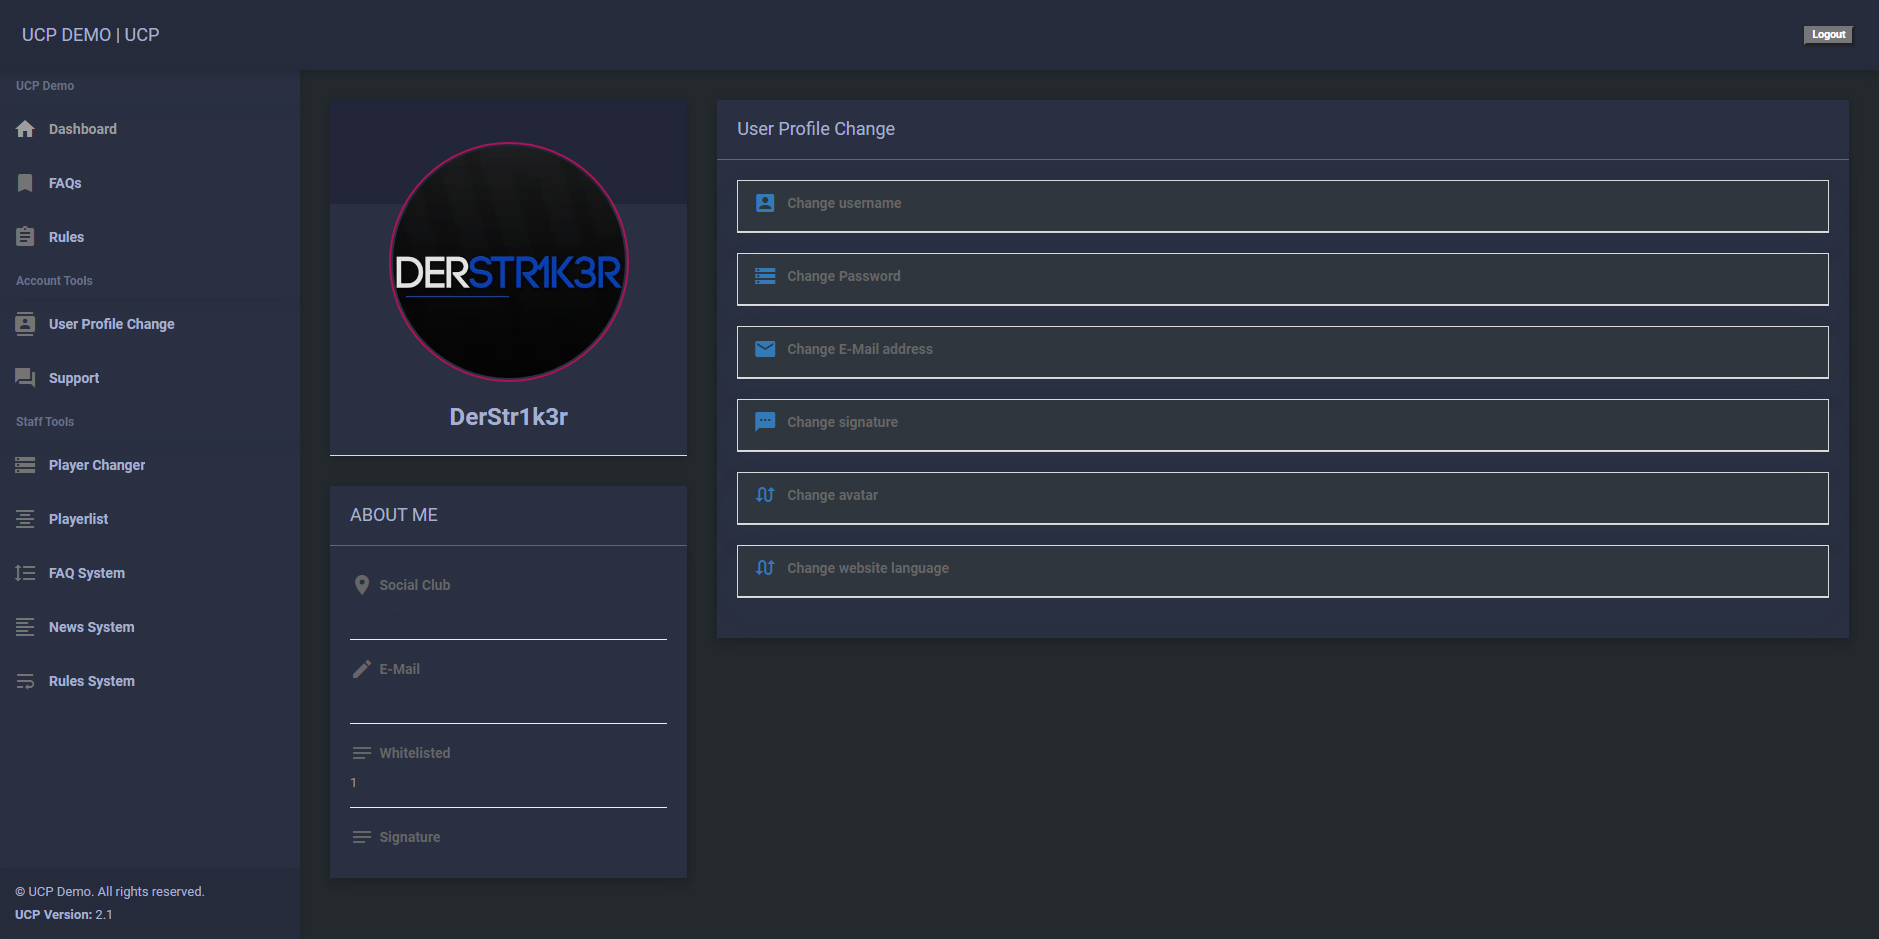 UCP DEMO | UCP
Logout
UCP Demo
Dashboard
FAQs
Rules
Account Tools
User Profile Change
Support
Staff Tools
Player Changer
Playerlist
FAQ System
News System
Rules System
© UCP Demo. All rights reserved.
UCP Version: 2.1
DERSTR1K3R
DerStr1k3r
ABOUT ME
Social Club
E-Mail
Whitelisted
1
Signature
User Profile Change
Change username
Change Password
Change E-Mail address
Change signature
Change avatar
Change website language